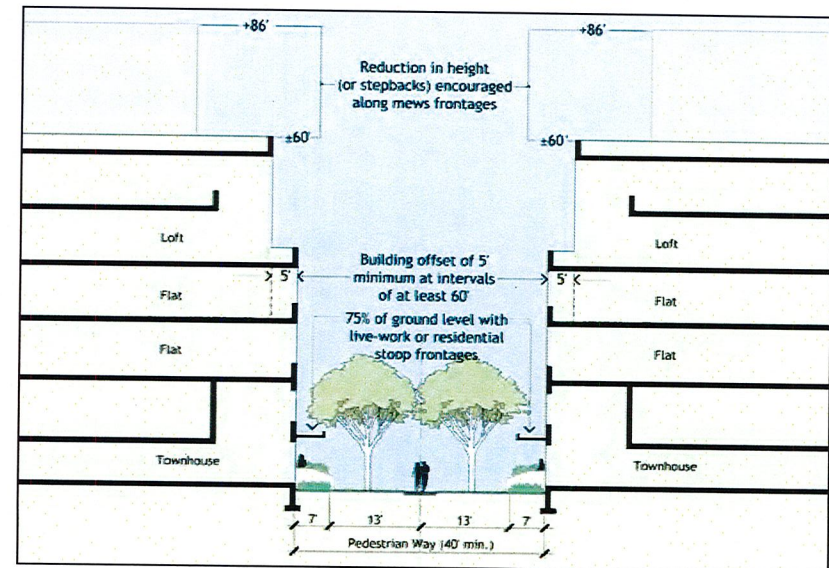 +86'
+86'
Reduction in height
(or stepbacks) encouraged
along mews frontages
±60'
±60'
Loft
Loft
Building offset of 5'
minimum at intervals
of at least 60'
5'
5'
Flat
Flat
75% of ground level with
live-work or residential
stoop frontages
Flat
Flat
Townhouse
Townhouse
7'
13'
13'
7'
Pedestrian Way (40' min.)